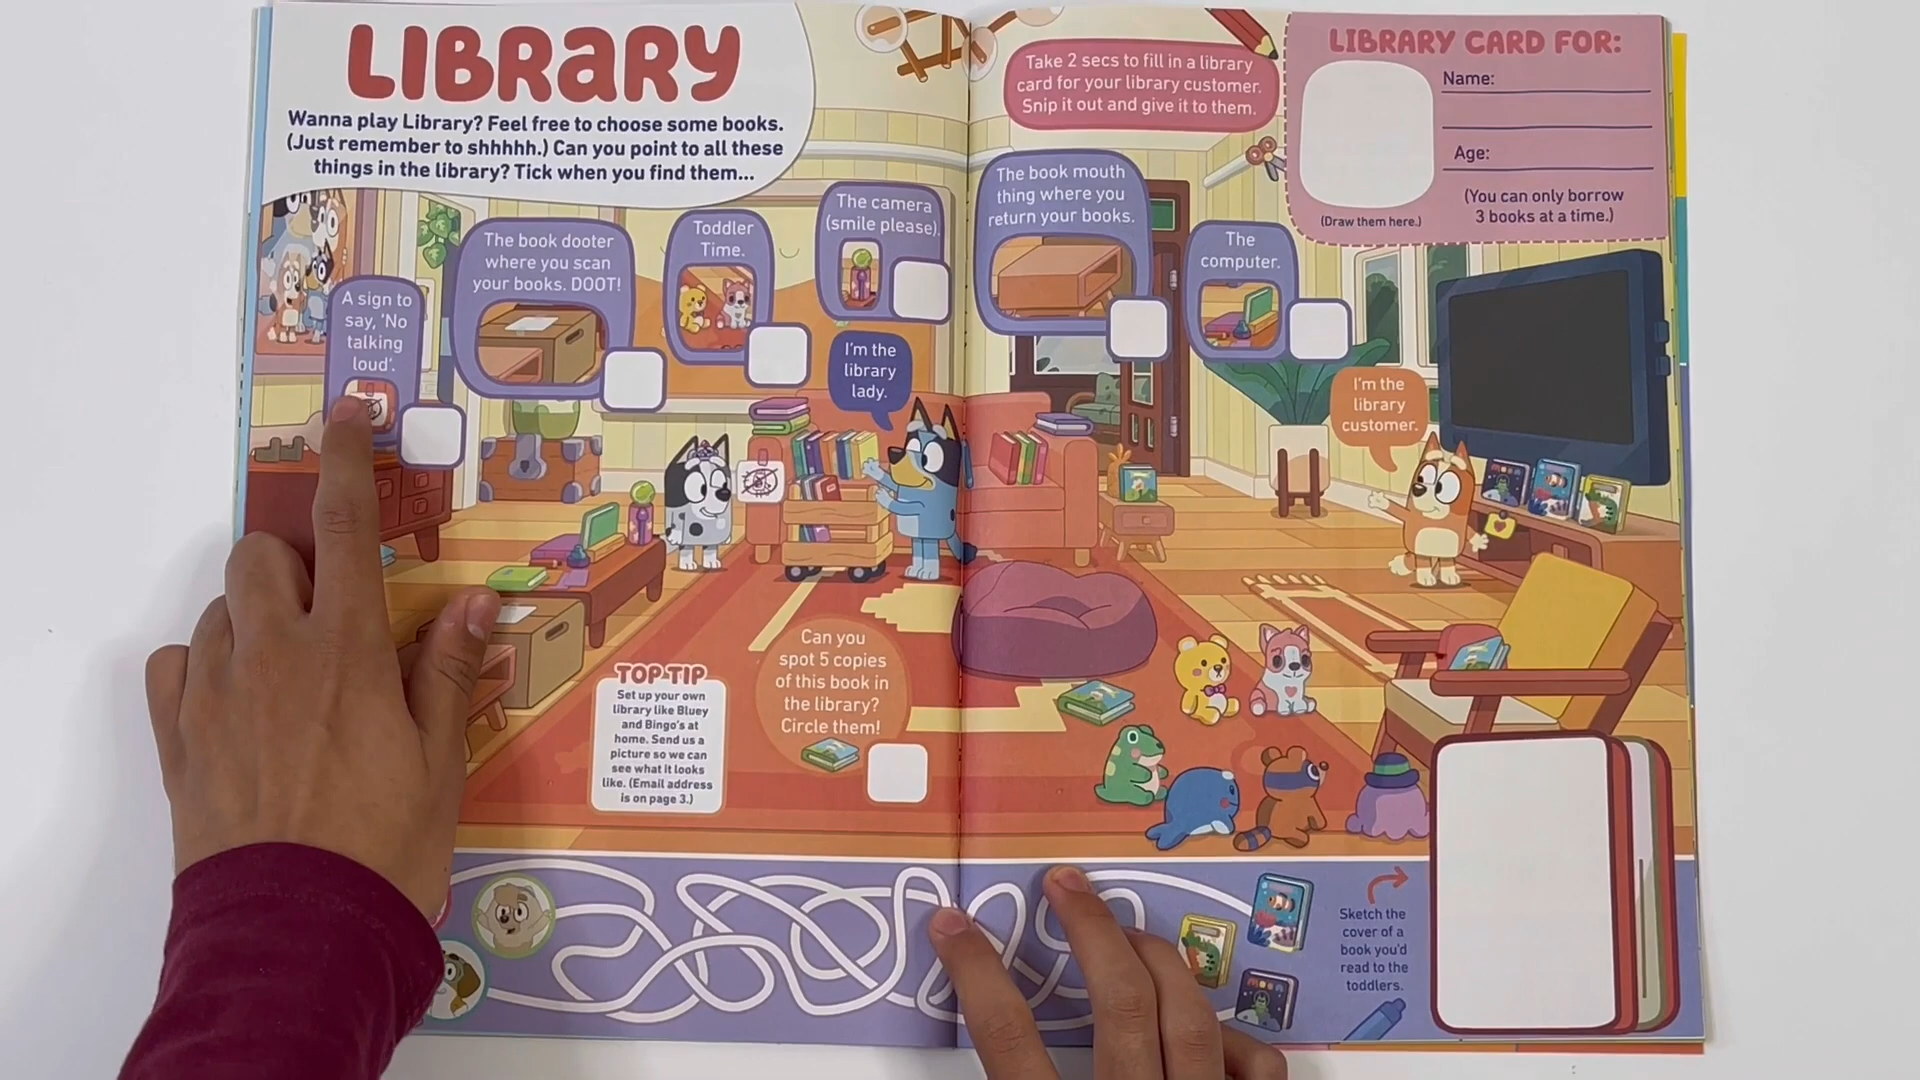 LIBRARY
Wanna play Library? Feel free to choose some books.
(Just remember to shhhhh.) Can you point to all these
things in the library? Tick when you find them...
A sign to
say, ‘No
talking
loud’.
The book dooter
where you scan
your books. DOOT!
Toddler
Time.
The camera
(smile please).
The book mouth
thing where you
return your books.
The
computer.
Take 2 secs to fill in a library
card for your library customer.
Snip it out and give it to them.
LIBRARY CARD FOR:
Name:
Age:
(Draw them here.)
(You can only borrow
3 books at a time.)
I'm the
library
lady.
I'm the
library
customer.
TOP TIP
Set up your own
library like Bluey
and Bingo's at
home. Send us a
picture so we can
see what it looks
like. (Email address
is on page 3.)
Can you
spot 5 copies
of this book in
the library?
Circle them!
Sketch the
cover of a
book you'd
read to the
toddlers.